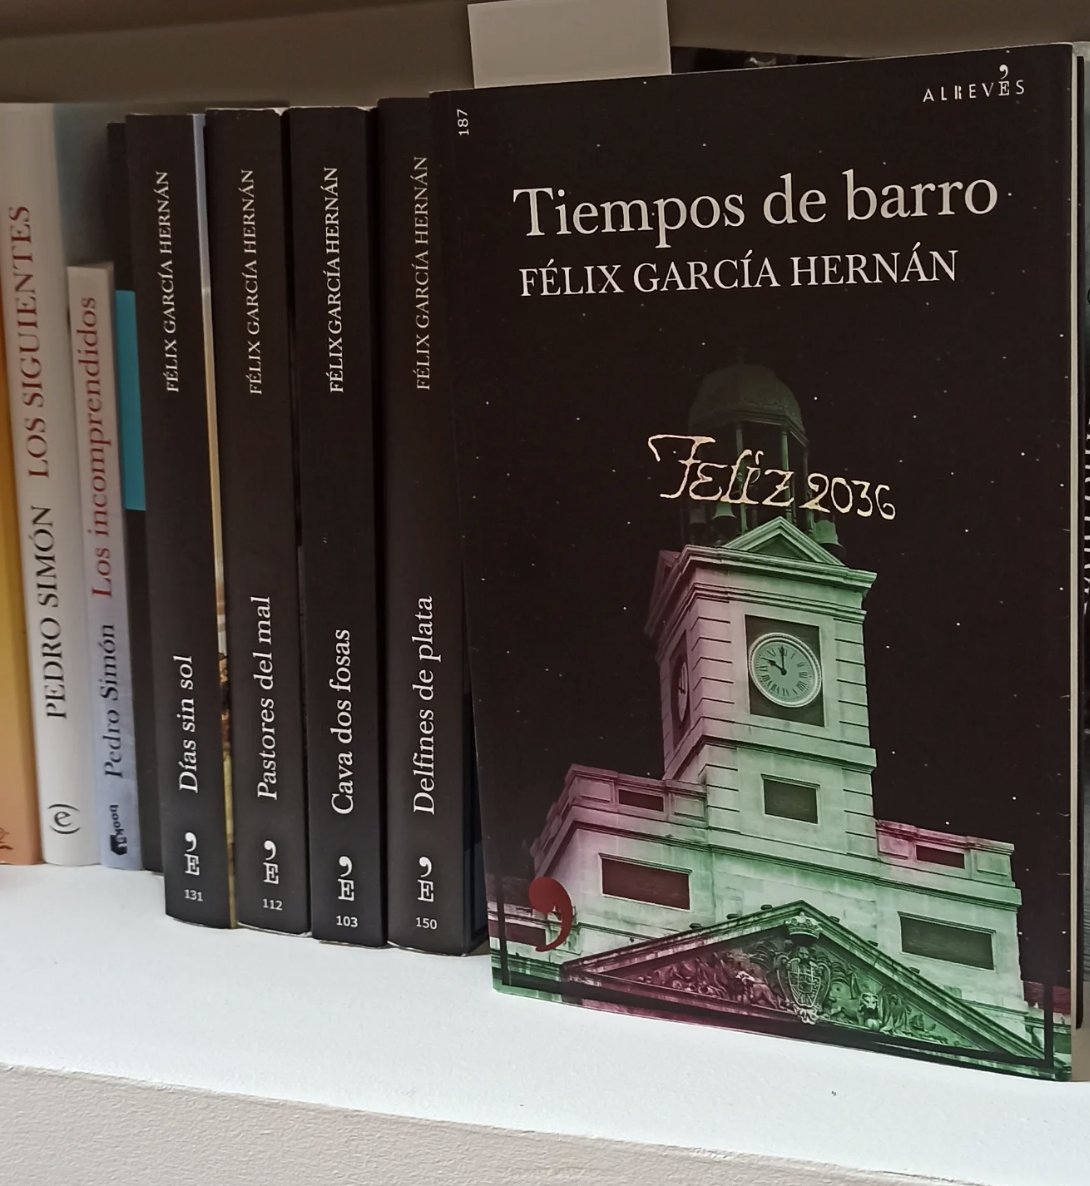 PEDRO SIMÓN LOS SIGUIENTES
Pedro Simón Los incomprendidos
booket
FÉLIX GARCÍA HERNÁN
Días sin sol
131
FÉLIX GARCÍA HERNÁN
Pastores del mal
112
FÉLIX GARCÍA HERNÁN
Cava dos fosas
103
FÉLIX GARCÍA HERNÁN
Delfines de plata
150
187
ALREVÉS
Tiempos de barro
FÉLIX GARCÍA HERNÁN
Feliz 2036